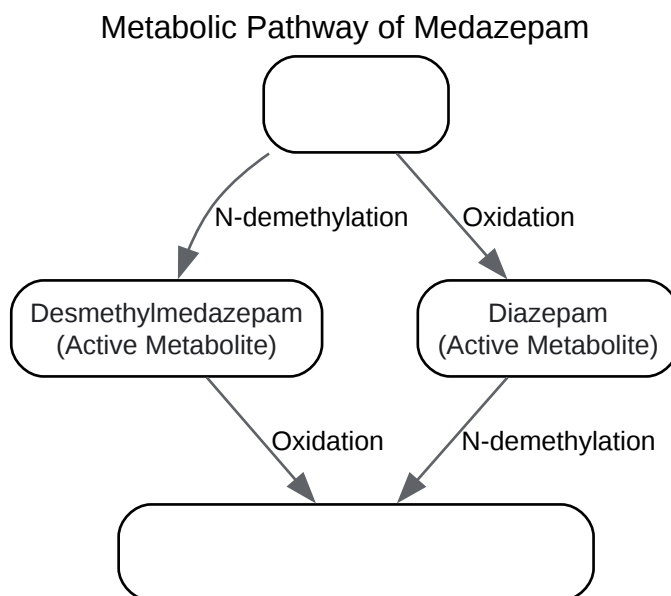 Metabolic Pathway of Medazepam
N-demethylation
Oxidation
Desmethylmedazepam
(Active Metabolite)
Diazepam
(Active Metabolite)
Oxidation
N-demethylation